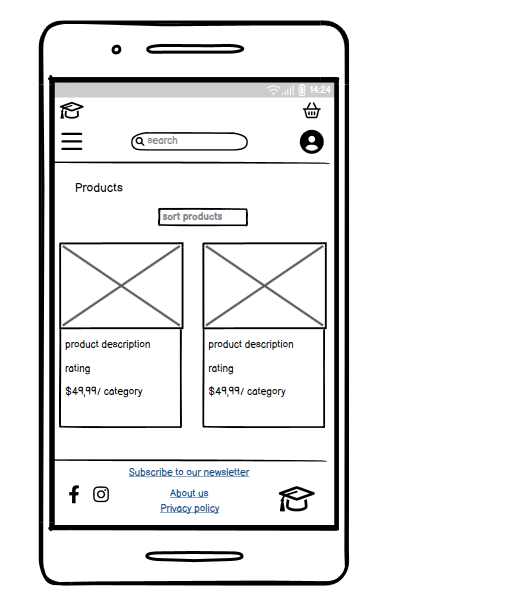 14:24
search
Products
sort products
product description
product description
rating
rating
$49,99/ category
$49,99/ category
Subscribe to our newsletter
About us
Privacy policy